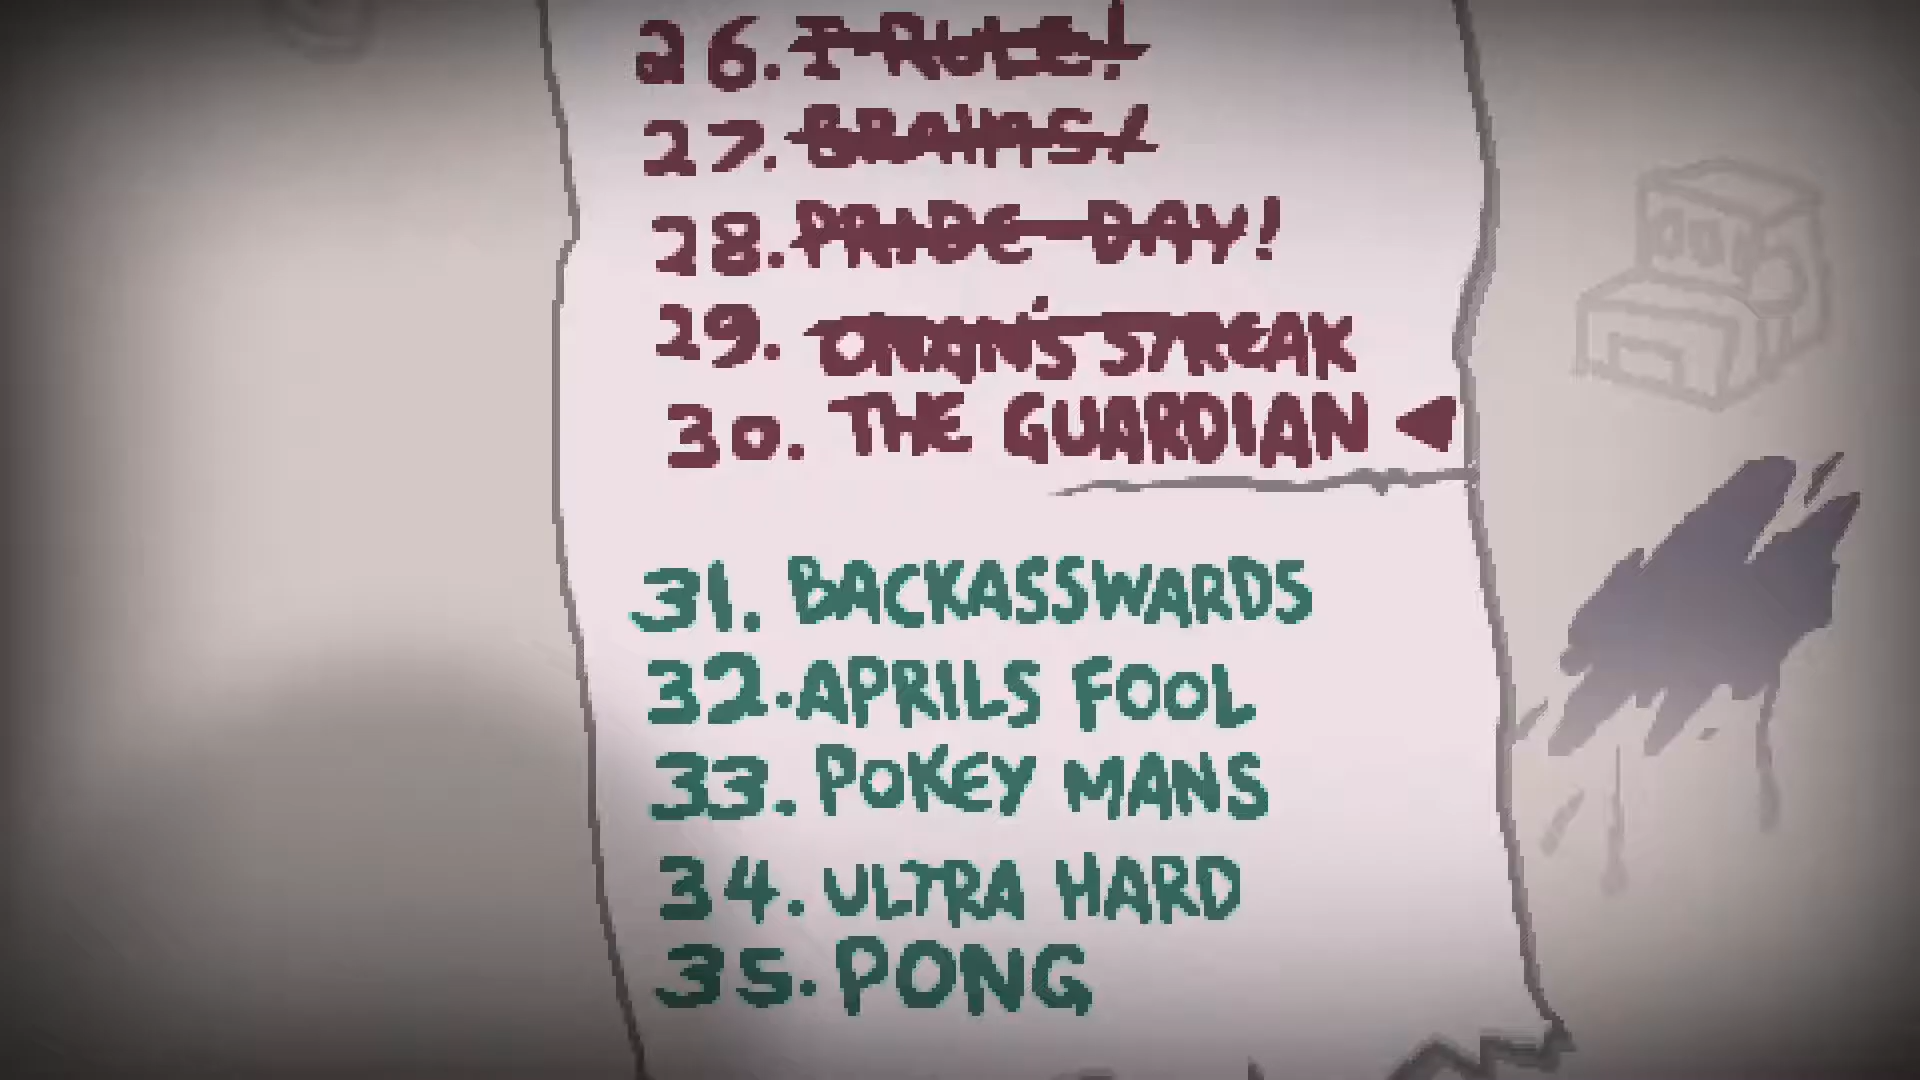 26. I RULE!
27. BRAINS!
28. PRIDE DAY!
29. ONAN'S STREAK
30. THE GUARDIAN
31. BACKASSWARDS
32. APRILS FOOL
33. POKEY MANS
34. ULTRA HARD
35. PONG